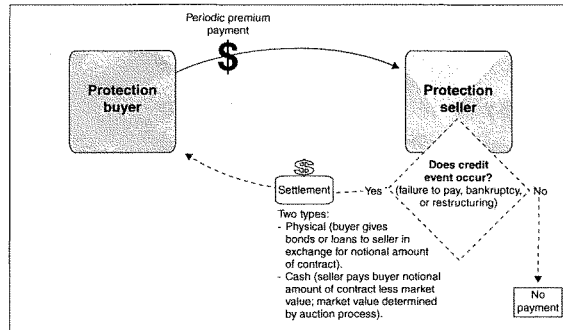 Periodic premium
payment
$
Protection
buyer
Protection
seller
Does credit
event occur?
(failure to pay, bankruptcy,
or restructuring)
$
Settlement
Yes
No
Two types:
- Physical (buyer gives
bonds or loans to seller in
exchange for notional amount
of contract).
- Cash (seller pays buyer notional
amount of contract less market
value; market value determined
by auction process).
No
payment